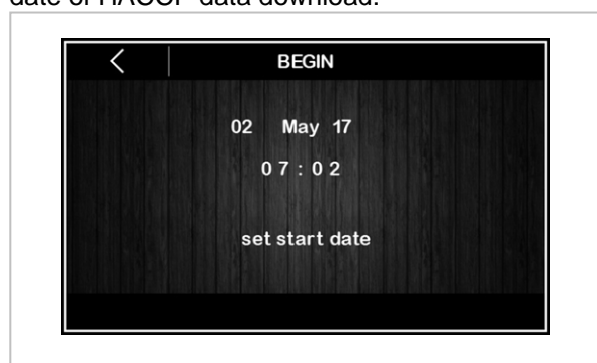 date of HACCP data download.
BEGIN
02 May 17
07:02
set start date